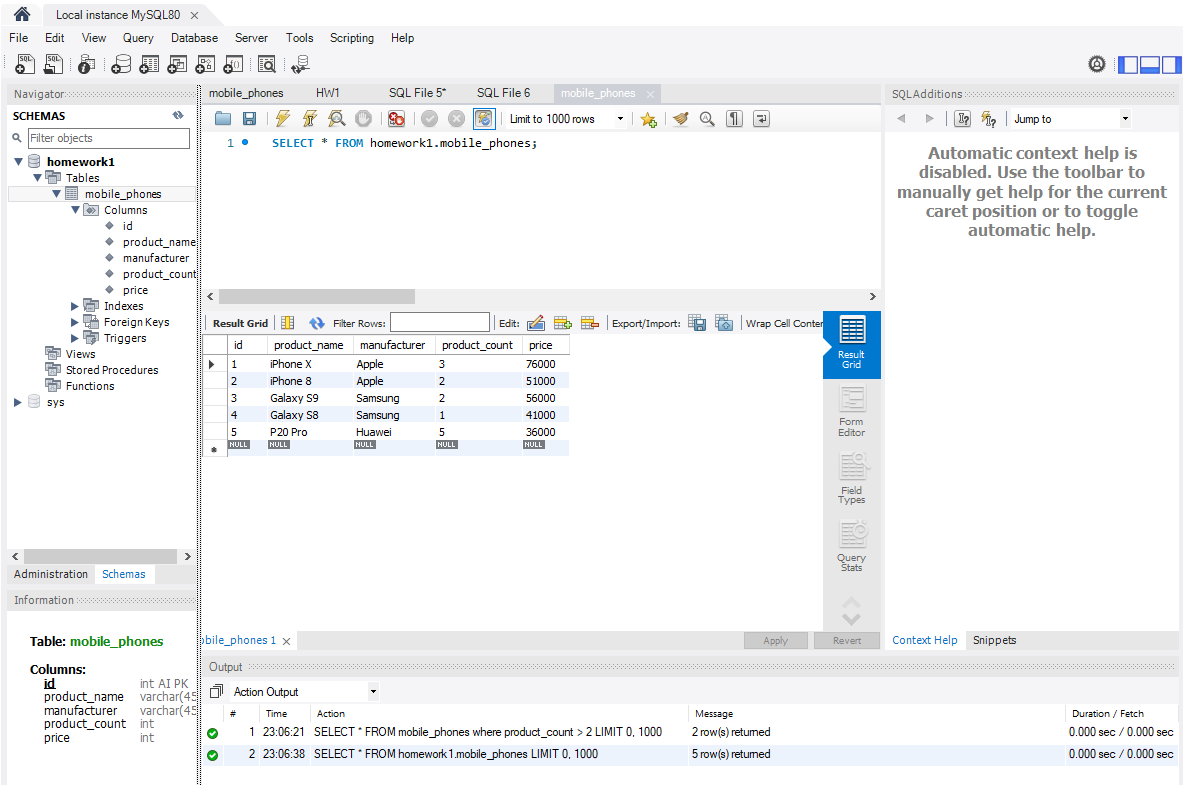 Local instance MySQL80
File Edit View Query Database Server Tools Scripting Help
Navigator
SCHEMAS
Filter objects
homework1
Tables
mobile_phones
Columns
id
product_name
manufacturer
product_count
price
Indexes
Foreign Keys
Triggers
Views
Stored Procedures
Functions
sys
Administration Schemas
Information
Table: mobile_phones
Columns:
id int AI PK
product_name varchar(45
manufacturer varchar(45
product_count int
price int
mobile_phones HW1 SQL File 5* SQL File 6 mobile_phones
Limit to 1000 rows
1 SELECT * FROM homework1.mobile_phones;
Result Grid Filter Rows: Edit: Export/Import: Wrap Cell Conten
id product_name manufacturer product_count price
1 iPhone X Apple 3 76000
2 iPhone 8 Apple 2 51000
3 Galaxy S9 Samsung 2 56000
4 Galaxy S8 Samsung 1 41000
5 P20 Pro Huawei 5 36000
NULL NULL NULL NULL NULL
Result
Grid
Form
Editor
Field
Types
Query
Stats
obile_phones 1 Apply Revert
SQLAdditions
Jump to
Automatic context help is
disabled. Use the toolbar to
manually get help for the current
caret position or to toggle
automatic help.
Context Help Snippets
Output
Action Output
# Time Action Message Duration / Fetch
1 23:06:21 SELECT * FROM mobile_phones where product_count > 2 LIMIT 0, 1000 2 row(s) returned 0.000 sec / 0.000 sec
2 23:06:38 SELECT * FROM homework1.mobile_phones LIMIT 0, 1000 5 row(s) returned 0.000 sec / 0.000 sec